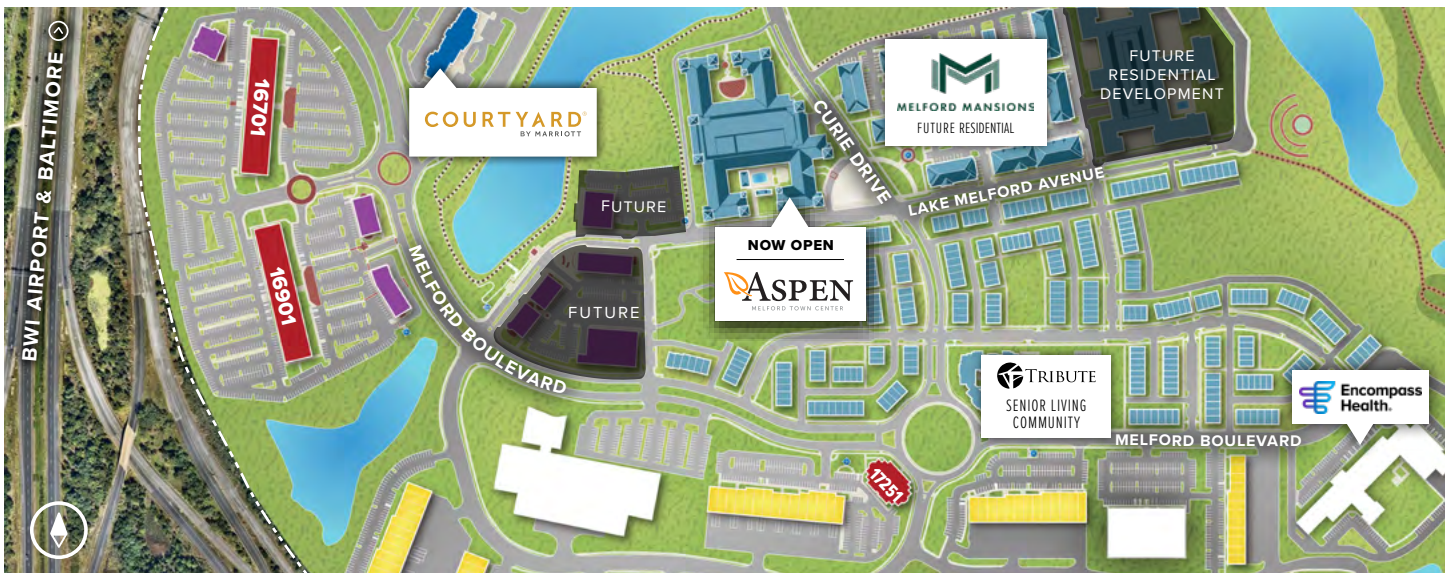 BWI AIRPORT & BALTIMORE
16701
16901
COURTYARD
BY MARRIOTT
MELFORD BOULEVARD
FUTURE
FUTURE
NOW OPEN
ASPEN
MELFORD TOWN CENTER
CURIE DRIVE
MELFORD MANSIONS
FUTURE RESIDENTIAL
FUTURE
RESIDENTIAL
DEVELOPMENT
LAKE MELFORD AVENUE
TRIBUTE
SENIOR LIVING
COMMUNITY
Encompass
Health.
MELFORD BOULEVARD
17251